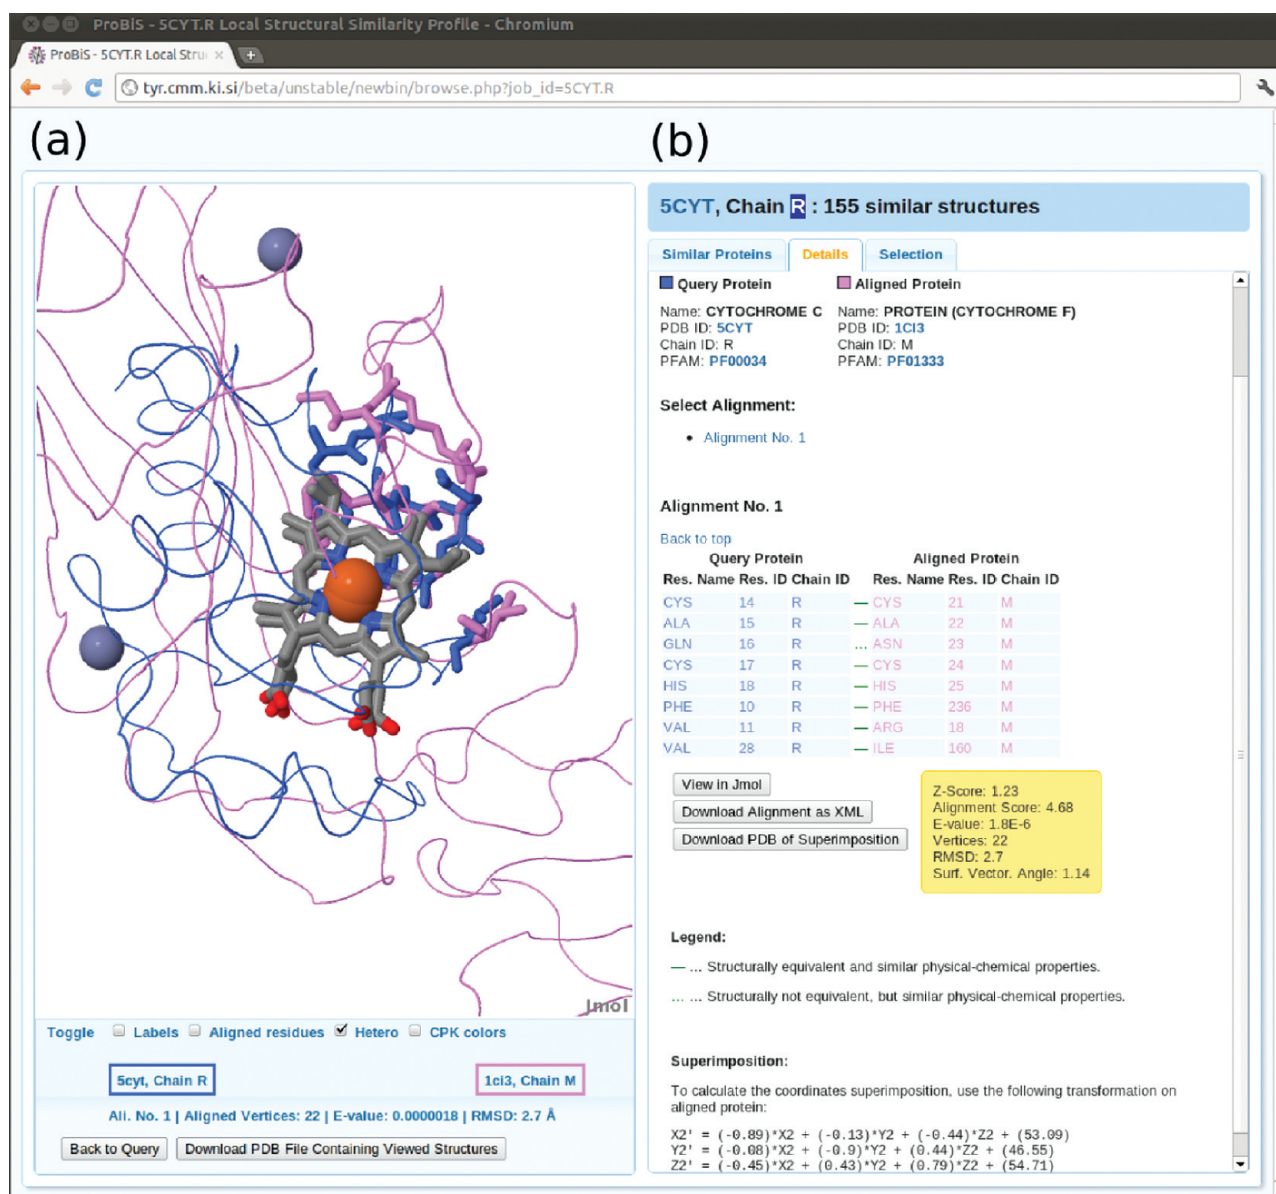 ProBiS - 5CYT.R Local Structural Similarity Profile - Chromium
ProBiS - 5CYT.R Local Stru
tyr.cmm.ki.si/beta/unstable/newbin/browse.php?job_id=5CYT.R
(a)
(b)
5CYT, Chain R : 155 similar structures
Similar Proteins Details Selection
Query Protein Aligned Protein
Name: CYTOCHROME C Name: PROTEIN (CYTOCHROME F)
PDB ID: 5CYT PDB ID: 1CI3
Chain ID: R Chain ID: M
PFAM: PF00034 PFAM: PF01333
Select Alignment:
• Alignment No. 1
Alignment No. 1
Back to top
Query Protein Aligned Protein
Res. Name Res. ID Chain ID Res. Name Res. ID Chain ID
CYS 14 R — CYS 21 M
ALA 15 R — ALA 22 M
GLN 16 R ... ASN 23 M
CYS 17 R — CYS 24 M
HIS 18 R — HIS 25 M
PHE 10 R — PHE 236 M
VAL 11 R — ARG 18 M
VAL 28 R — ILE 160 M
View in Jmol
Download Alignment as XML
Download PDB of Superimposition
Z-Score: 1.23
Alignment Score: 4.68
E-value: 1.8E-6
Vertices: 22
RMSD: 2.7
Surf. Vector. Angle: 1.14
Legend:
— ... Structurally equivalent and similar physical-chemical properties.
... ... Structurally not equivalent, but similar physical-chemical properties.
Superimposition:
To calculate the coordinates superimposition, use the following transformation on
aligned protein:
X2' = (-0.89)*X2 + (-0.13)*Y2 + (-0.44)*Z2 + (53.09)
Y2' = (-0.08)*X2 + (-0.9)*Y2 + (0.44)*Z2 + (46.55)
Z2' = (-0.45)*X2 + (0.43)*Y2 + (0.79)*Z2 + (54.71)
Jmol
Toggle Labels Aligned residues Hetero CPK colors
5cyt, Chain R
1ci3, Chain M
Ali. No. 1 | Aligned Vertices: 22 | E-value: 0.0000018 | RMSD: 2.7 Å
Back to Query Download PDB File Containing Viewed Structures